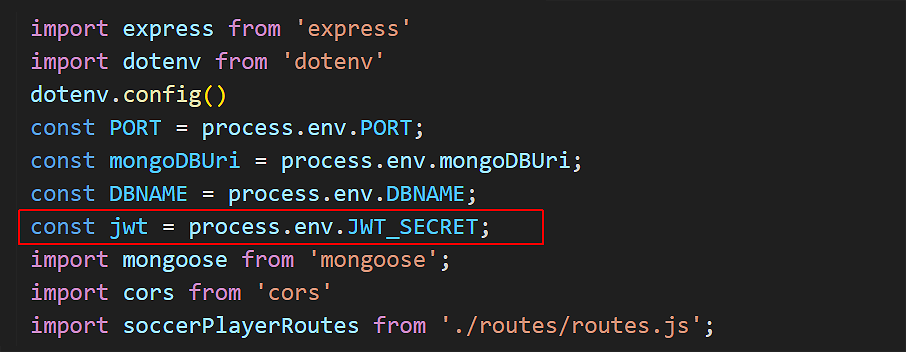 import express from 'express'
import dotenv from 'dotenv'
dotenv.config()
const PORT = process.env.PORT;
const mongoDBUri = process.env.mongoDBUri;
const DBNAME = process.env.DBNAME;
const jwt = process.env.JWT_SECRET;
import mongoose from 'mongoose';
import cors from 'cors'
import soccerPlayerRoutes from './routes/routes.js';